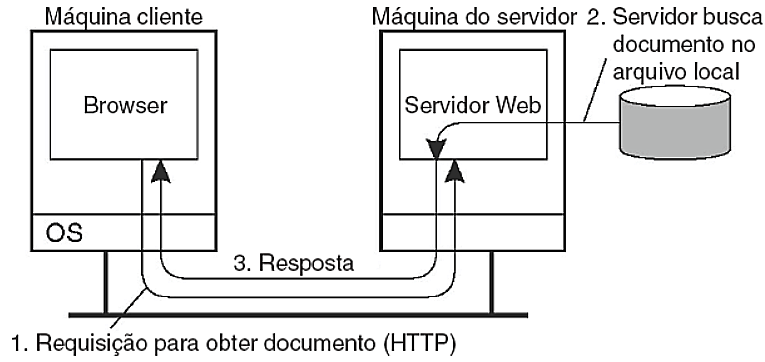 Máquina cliente
Máquina do servidor
2. Servidor busca
documento no
arquivo local
Browser
Servidor Web
OS
3. Resposta
1. Requisição para obter documento (HTTP)